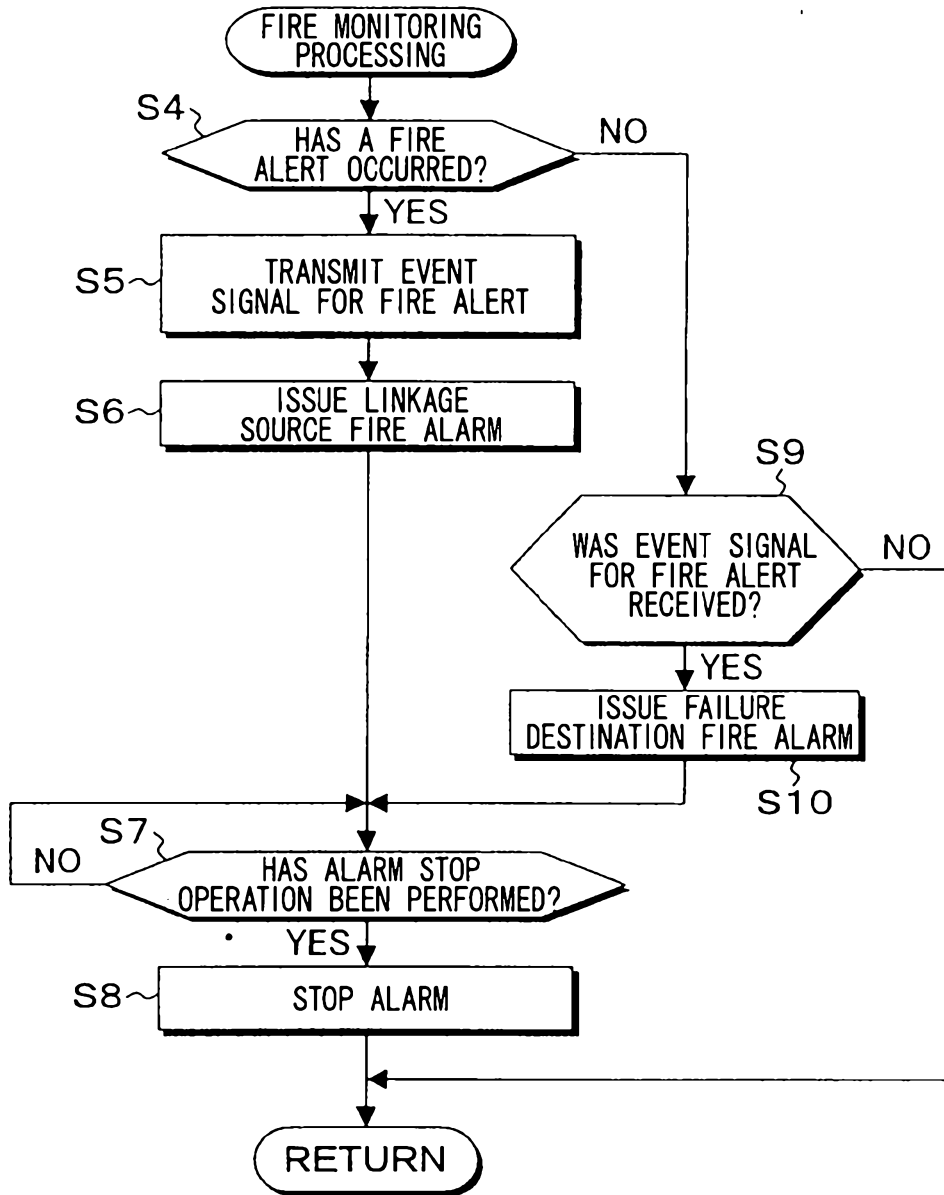 FIRE MONITORING
PROCESSING
S4
HAS A FIRE
ALERT OCCURRED?
NO
YES
S5
TRANSMIT EVENT
SIGNAL FOR FIRE ALERT
S6
ISSUE LINKAGE
SOURCE FIRE ALARM
S9
WAS EVENT SIGNAL
FOR FIRE ALERT
RECEIVED?
NO
YES
ISSUE FAILURE
DESTINATION FIRE ALARM
S10
S7
NO
HAS ALARM STOP
OPERATION BEEN PERFORMED?
YES
S8
STOP ALARM
RETURN